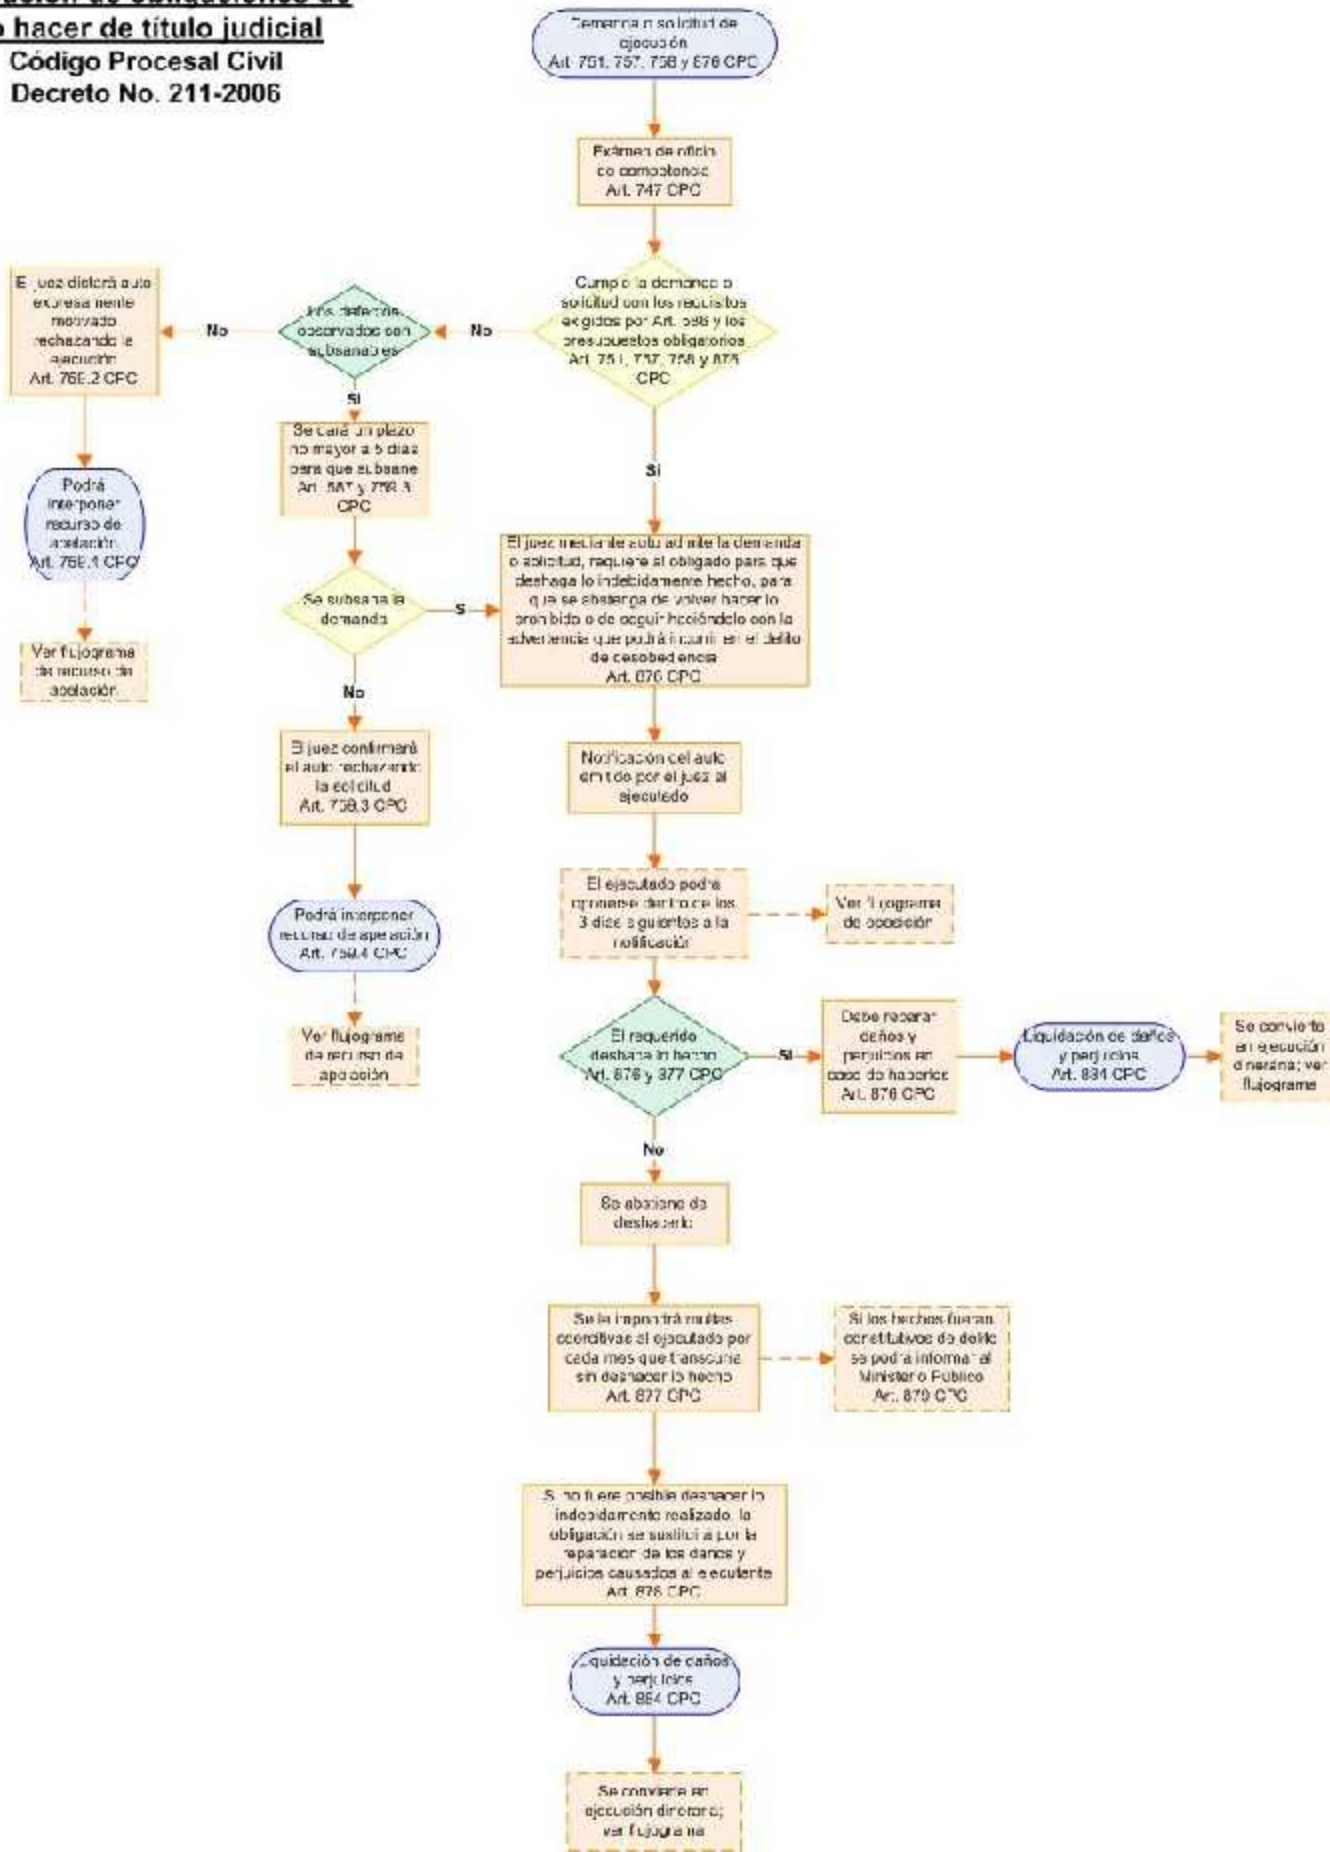 o hacer de título judicial
Código Procesal Civil
Decreto No. 211-2006
Demanda o solicitud de
ejecución
Art. 751, 757, 758 y 876 CPC
Exámen de oficio
de competencia
Art. 747 CPC
Cumple la demanda o
solicitud con los requisitos
exigidos por Art. 586 y los
presupuestos obligatorios
Art. 751, 757, 758 y 876
CPC
No
Los defectos
observados son
subsanables
No
El juez dictará auto
expresamente
motivado
rechazando la
ejecución
Art. 759.2 CPC
Podrá
interponer
recurso de
apelación
Art. 759.4 CPC
Ver flujograma
de recurso de
apelación
Si
Se dará un plazo
no mayor a 5 días
para que subsane
Art. 587 y 759.3
CPC
Se subsana la
demanda
S
No
El juez confirmará
el auto rechazando
la solicitud
Art. 759.3 CPC
Podrá interponer
recurso de apelación
Art. 759.4 CPC
Ver flujograma
de recurso de
apelación
Si
El juez mediante auto admite la demanda
o solicitud, requiere al obligado para que
deshaga lo indebidamente hecho, para
que se abstenga de volver hacer lo
prohibido o de seguir haciéndolo con la
advertencia que podrá incurrir en el delito
de desobediencia
Art. 876 CPC
Notificación del auto
emitido por el juez al
ejecutado
El ejecutado podrá
oponerse dentro de los
3 días siguientes a la
notificación
Ver flujograma
de oposición
El requerido
deshace lo hecho
Art. 876 y 877 CPC
Si
Debe reparar
daños y
perjuicios en
caso de haberlos
Art. 876 CPC
Liquidación de daños
y perjuicios
Art. 884 CPC
Se convierte
en ejecución
dineraria; ver
flujograma
No
Se abstiene de
deshacerlo
Se le impondrá multas
coercitivas al ejecutado por
cada mes que transcurra
sin deshacer lo hecho
Art. 877 CPC
Si los hechos fueran
constitutivos de delito
se podrá informar al
Ministerio Público
Art. 879 CPC
Si no fuere posible deshacer lo
indebidamente realizado, la
obligación se sustituirá por la
reparación de los daños y
perjuicios causados al ejecutante
Art. 878 CPC
Liquidación de daños
y perjuicios
Art. 884 CPC
Se convierte en
ejecución dineraria;
ver flujograma